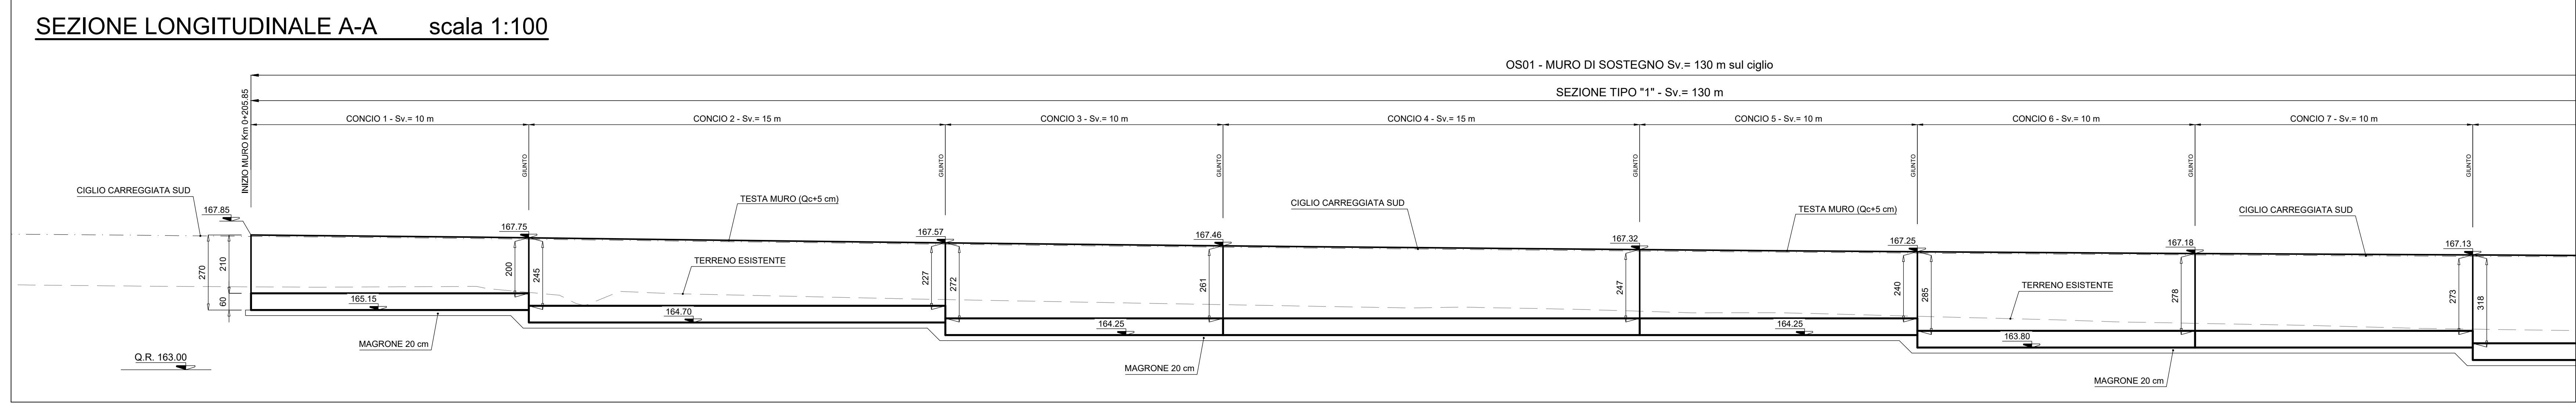 SEZIONE LONGITUDINALE A-A scala 1:100
OS01 - MURO DI SOSTEGNO Sv.= 130 m sul ciglio
SEZIONE TIPO "1" - Sv.= 130 m
INIZIO MURO Km 0+205.85
CONCIO 1 - Sv.= 10 m
CONCIO 2 - Sv.= 15 m
CONCIO 3 - Sv.= 10 m
CONCIO 4 - Sv.= 15 m
CONCIO 5 - Sv.= 10 m
CONCIO 6 - Sv.= 10 m
CONCIO 7 - Sv.= 10 m
GIUNTO
GIUNTO
GIUNTO
GIUNTO
GIUNTO
GIUNTO
GIUNTO
CIGLIO CARREGGIATA SUD
TESTA MURO (Qc+5 cm)
CIGLIO CARREGGIATA SUD
TESTA MURO (Qc+5 cm)
CIGLIO CARREGGIATA SUD
167.85
167.75
167.57
167.46
167.32
167.25
167.18
167.13
270
210
60
200
245
227
272
261
247
240
285
278
273
318
TERRENO ESISTENTE
TERRENO ESISTENTE
165.15
164.70
164.25
164.25
163.80
MAGRONE 20 cm
MAGRONE 20 cm
MAGRONE 20 cm
Q.R. 163.00